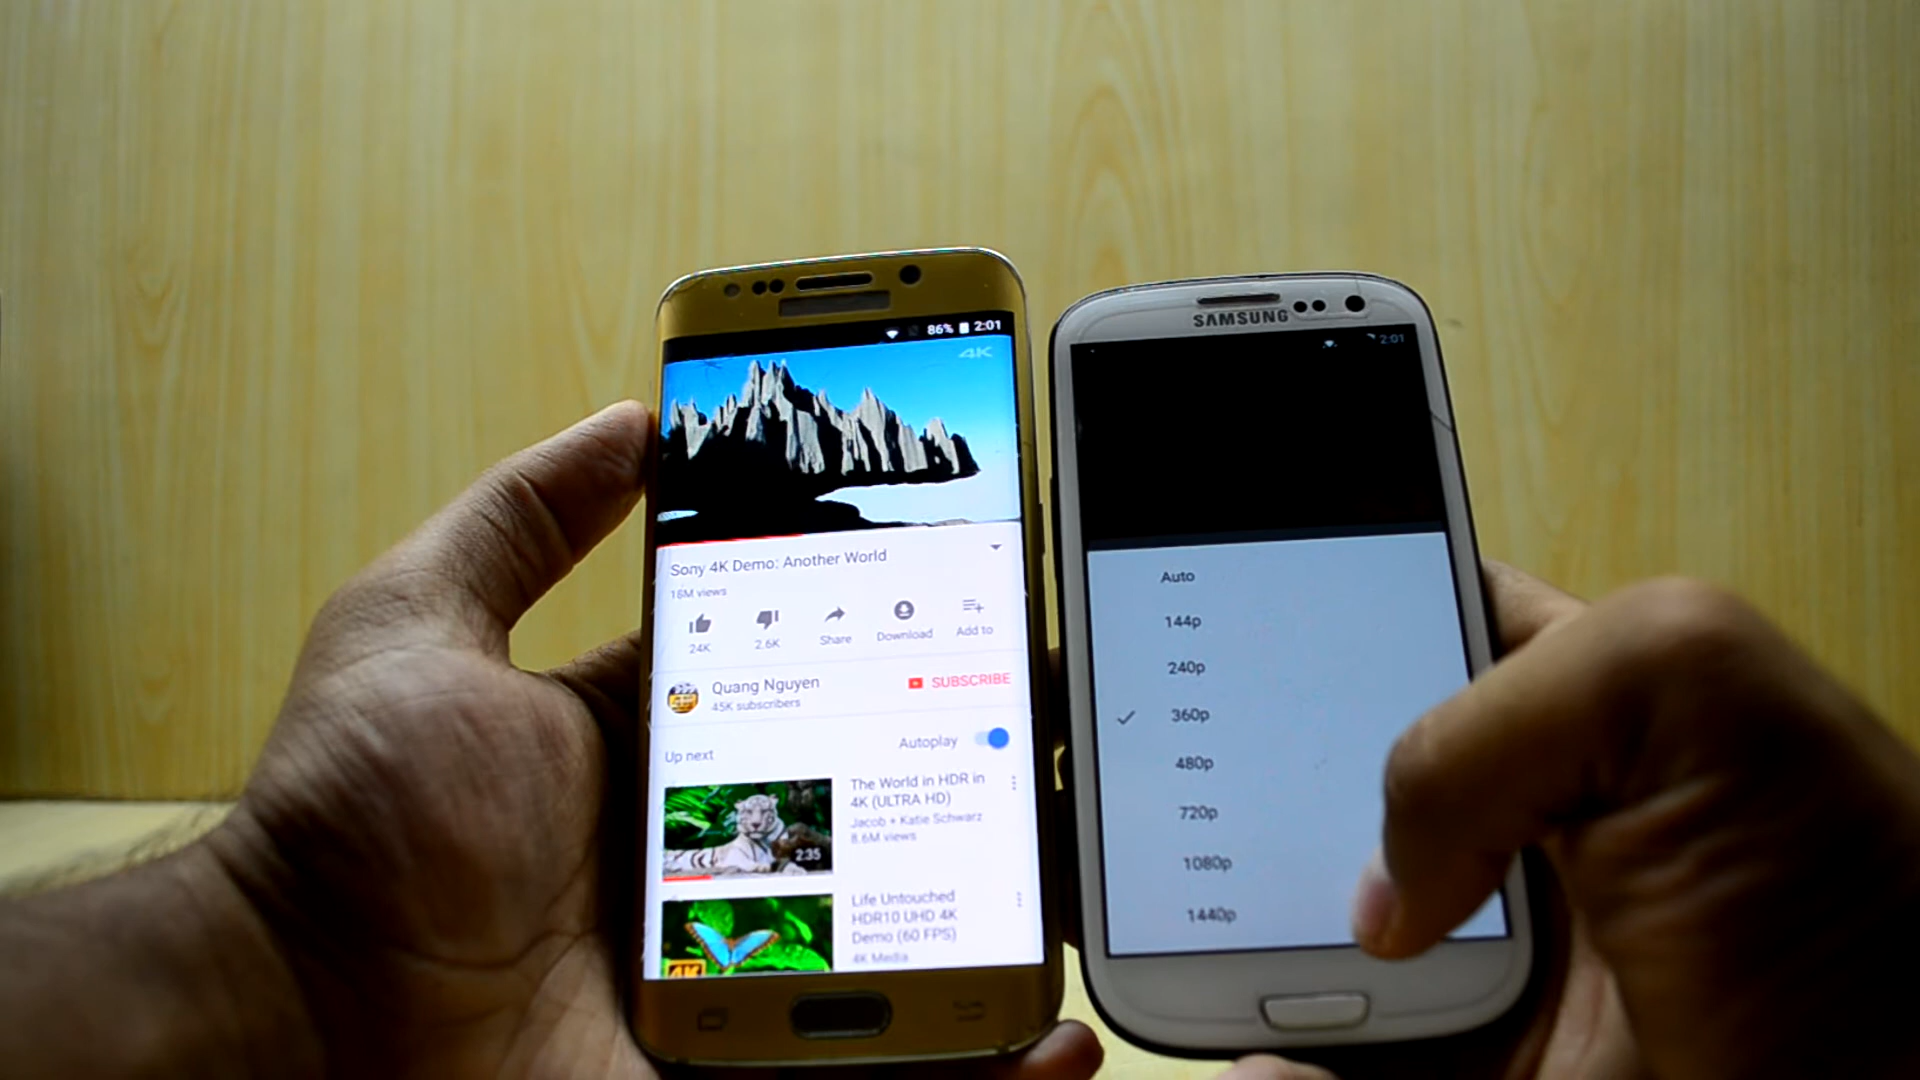 86% 2:01
4K
Sony 4K Demo: Another World
16M views
24K
2.6K
Share
Download
Add to
Quang Nguyen
45K subscribers
SUBSCRIBE
Up next
Autoplay
The World in HDR in
4K (ULTRA HD)
Jacob + Katie Schwarz
8.6M views
2:35
Life Untouched
HDR10 UHD 4K
Demo (60 FPS)
4K Media
4K
SAMSUNG
2:01
Auto
144p
240p
360p
480p
720p
1080p
1440p